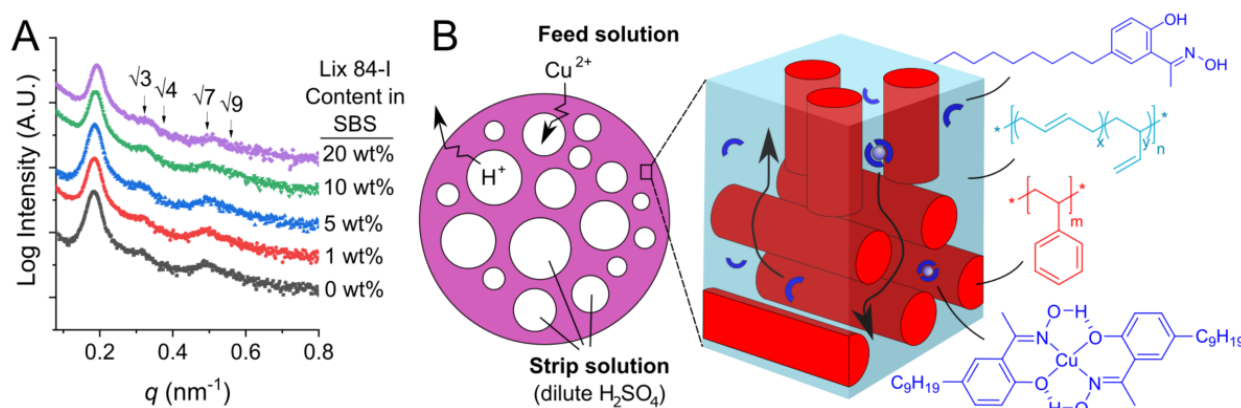 A
Log Intensity (A.U.)
√3
√4
√7
√9
Lix 84-I
Content in
SBS
20 wt%
10 wt%
5 wt%
1 wt%
0 wt%
0.2
0.4
0.6
0.8
q (nm⁻¹)
B
Feed solution
Cu²⁺
H⁺
Strip solution
(dilute H₂SO₄)
OH
N
OH
*
x
y
n
*
*
m
*
O
H
N
O
C₉H₁₉
Cu
C₉H₁₉
O
N
H
O